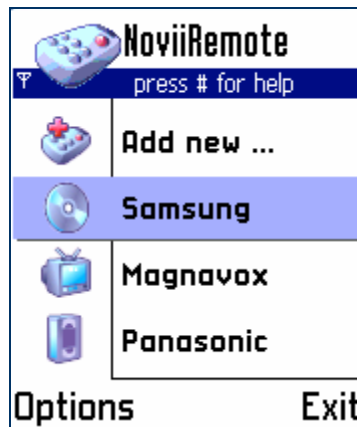 NoviiRemote
press # for help
Add new ...
Samsung
Magnavox
Panasonic
Options Exit